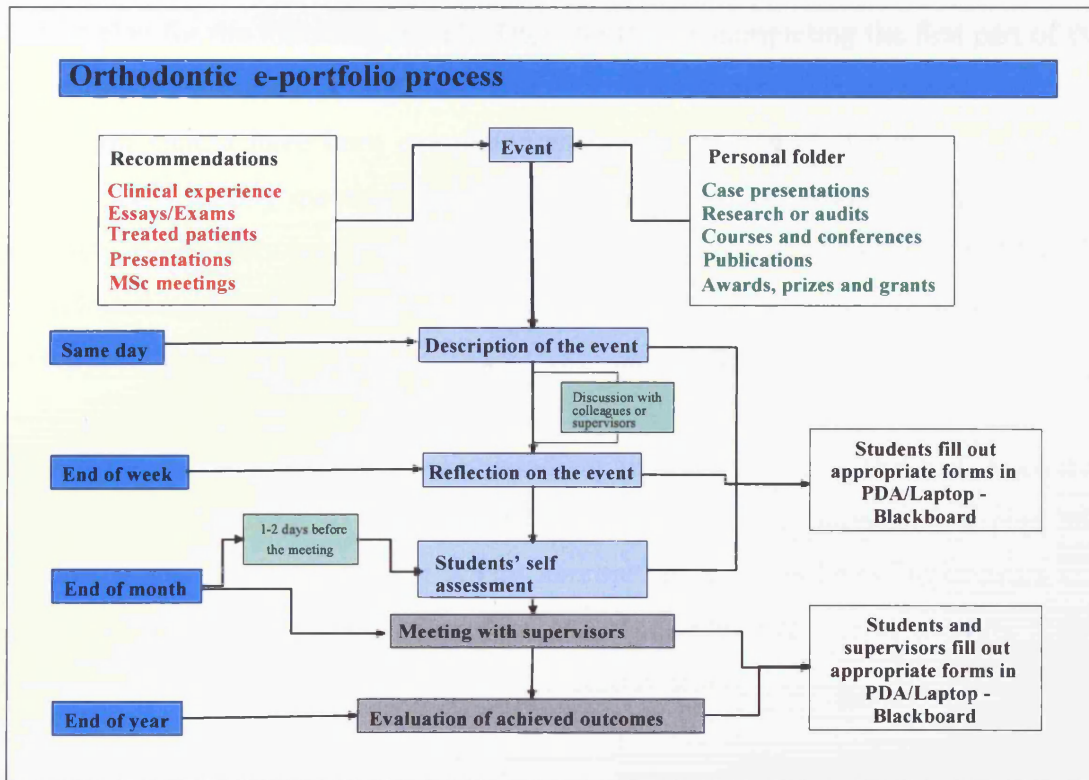 Orthodontic e-portfolio process
Recommendations
Clinical experience
Essays/Exams
Treated patients
Presentations
MSc meetings
Event
Personal folder
Case presentations
Research or audits
Courses and conferences
Publications
Awards, prizes and grants
Same day
Description of the event
Discussion with
colleagues or
supervisors
End of week
Reflection on the event
Students fill out
appropriate forms in
PDA/Laptop -
Blackboard
1-2 days before
the meeting
End of month
Students' self
assessment
Meeting with supervisors
Students and
supervisors fill out
appropriate forms in
PDA/Laptop -
Blackboard
End of year
Evaluation of achieved outcomes